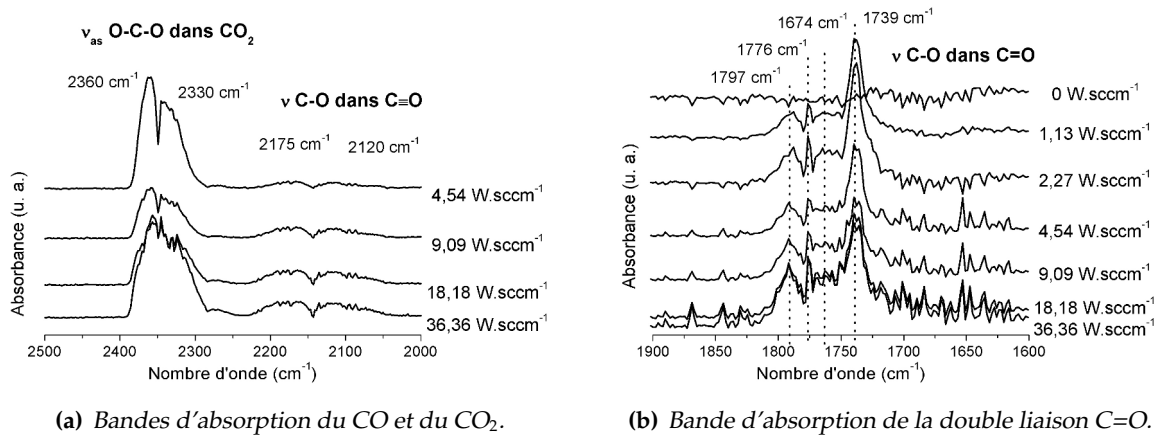 ν_as O-C-O dans CO₂
2360 cm⁻¹
2330 cm⁻¹
ν C-O dans C≡O
2175 cm⁻¹
2120 cm⁻¹
4,54 W.sccm⁻¹
9,09 W.sccm⁻¹
18,18 W.sccm⁻¹
36,36 W.sccm⁻¹
Absorbance (u. a.)
2500 2400 2300 2200 2100 2000
Nombre d'onde (cm⁻¹)
(a) Bandes d'absorption du CO et du CO₂.
1674 cm⁻¹
1739 cm⁻¹
1776 cm⁻¹
1797 cm⁻¹
ν C-O dans C=O
0 W.sccm⁻¹
1,13 W.sccm⁻¹
2,27 W.sccm⁻¹
4,54 W.sccm⁻¹
9,09 W.sccm⁻¹
18,18 W.sccm⁻¹
36,36 W.sccm⁻¹
Absorbance (u. a.)
1900 1850 1800 1750 1700 1650 1600
Nombre d'onde (cm⁻¹)
(b) Bande d'absorption de la double liaison C=O.